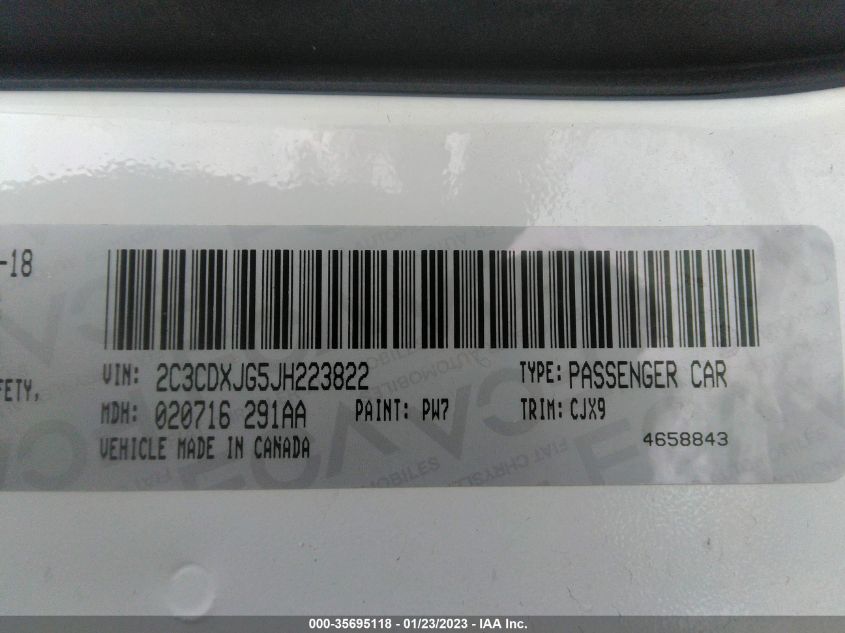 -18
VIN: 2C3CDXJG5JH223822
TYPE: PASSENGER CAR
FETY,
MDH: 020716 291AA
PAINT: PW7
TRIM: CJX9
VEHICLE MADE IN CANADA
4658843
000-35695118 - 01/23/2023 - IAA Inc.